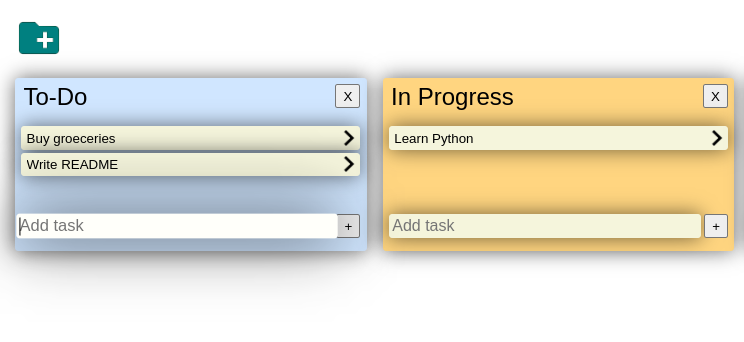 To-Do
X
Buy groeceries
Write README
Add task
+
In Progress
X
Learn Python
Add task
+